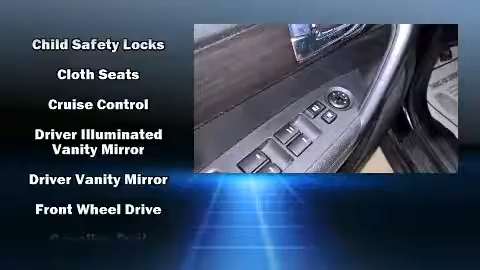 Child Safety Locks
Cloth Seats
Cruise Control
Driver Illuminated
Vanity Mirror
Driver Vanity Mirror
Front Wheel Drive